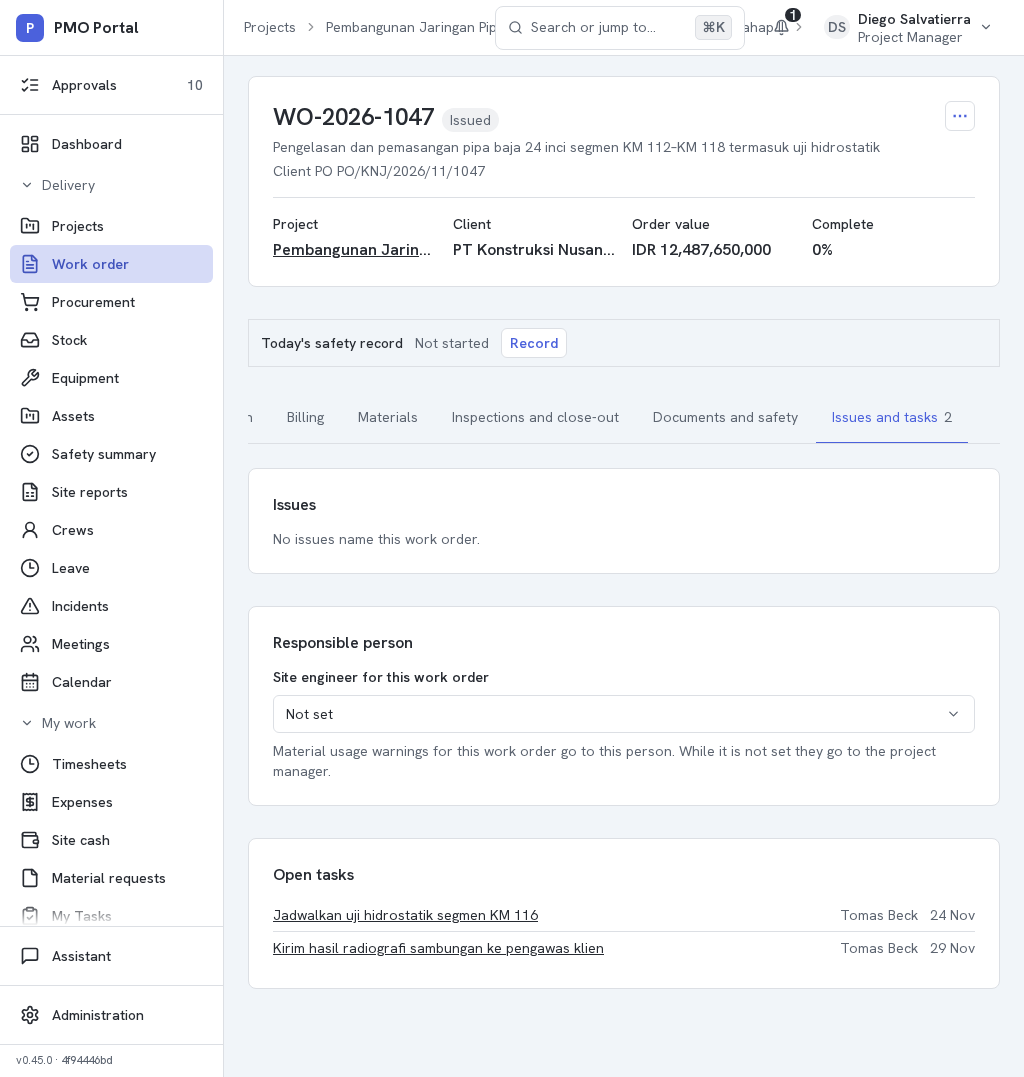 P PMO Portal
Projects
Pembangunan Jaringan Pip
Search or jump to...
⌘K
ahap
1
DS
Diego Salvatierra
Project Manager
Approvals 10
Dashboard
Delivery
Projects
Work order
Procurement
Stock
Equipment
Assets
Safety summary
Site reports
Crews
Leave
Incidents
Meetings
Calendar
My work
Timesheets
Expenses
Site cash
Material requests
My Tasks
Assistant
Administration
v0.45.0 · 4f94446bd
WO-2026-1047 Issued
Pengelasan dan pemasangan pipa baja 24 inci segmen KM 112–KM 118 termasuk uji hidrostatik
Client PO PO/KNJ/2026/11/1047
Project Client Order value Complete
Pembangunan Jarin... PT Konstruksi Nusan... IDR 12,487,650,000 0%
Today's safety record Not started Record
n Billing Materials Inspections and close-out Documents and safety Issues and tasks 2
Issues
No issues name this work order.
Responsible person
Site engineer for this work order
Not set
Material usage warnings for this work order go to this person. While it is not set they go to the project
manager.
Open tasks
Jadwalkan uji hidrostatik segmen KM 116 Tomas Beck 24 Nov
Kirim hasil radiografi sambungan ke pengawas klien Tomas Beck 29 Nov